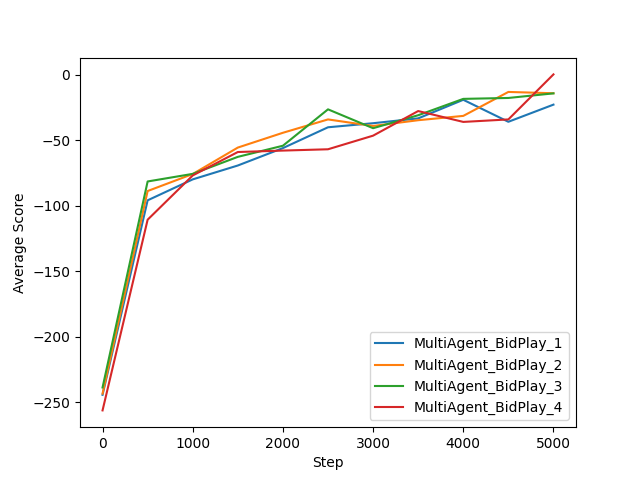 0
−50
−100
−150
−200
−250
Average Score
0
1000
2000
3000
4000
5000
Step
MultiAgent_BidPlay_1
MultiAgent_BidPlay_2
MultiAgent_BidPlay_3
MultiAgent_BidPlay_4